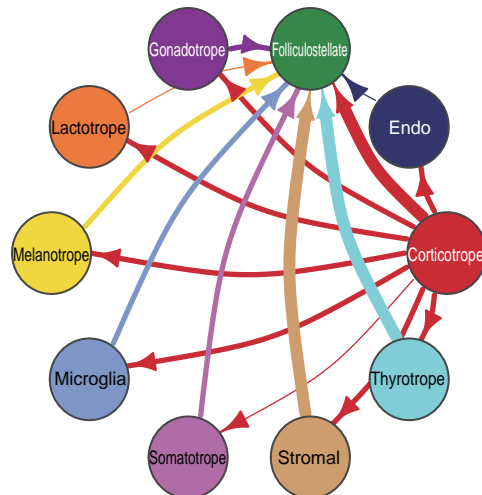 Gonadotrope
Folliculostellate
Lactotrope
Endo
Melanotrope
Corticotrope
Microglia
Thyrotrope
Somatotrope
Stromal